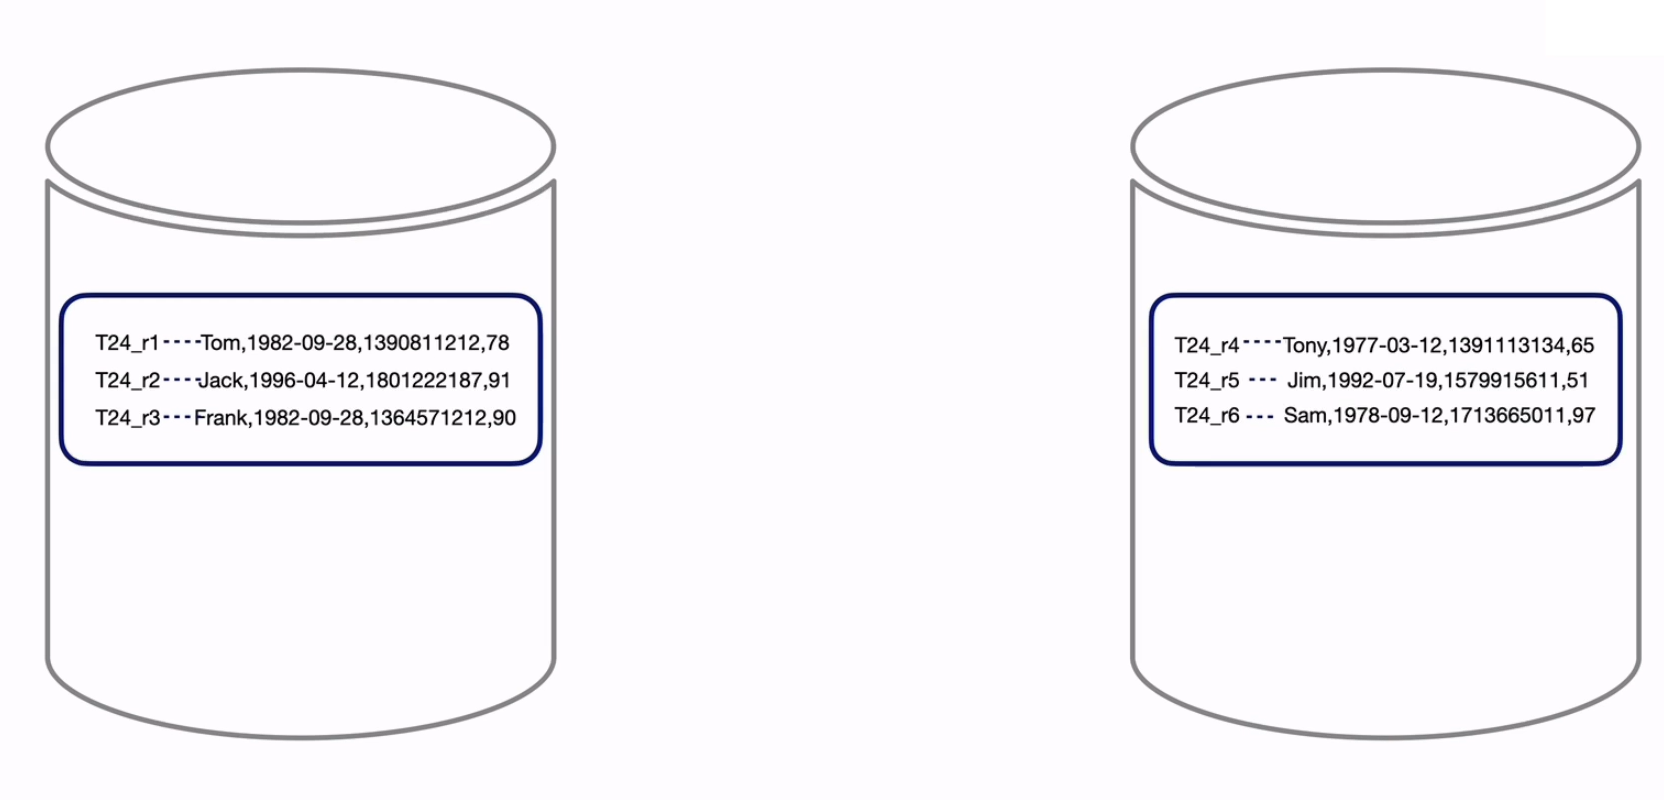 T24_r1----Tom,1982-09-28,1390811212,78
T24_r2----Jack,1996-04-12,1801222187,91
T24_r3---Frank,1982-09-28,1364571212,90
T24_r4----Tony,1977-03-12,1391113134,65
T24_r5 --- Jim,1992-07-19,1579915611,51
T24_r6 --- Sam,1978-09-12,1713665011,97